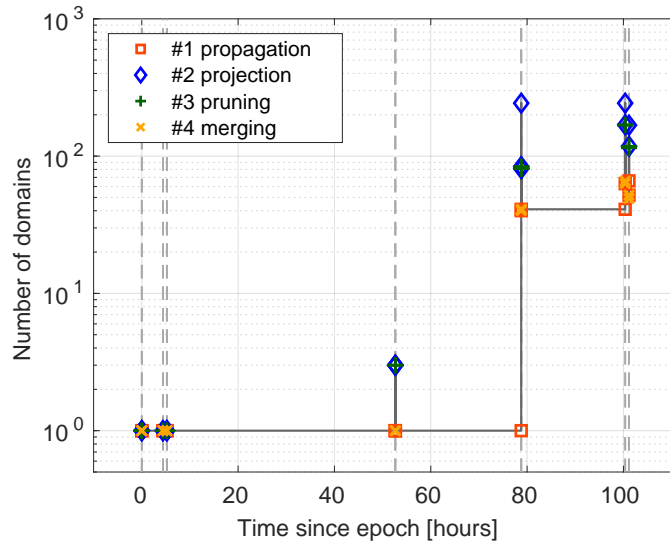 10^3
10^2
10^1
10^0
Number of domains
#1 propagation
#2 projection
#3 pruning
#4 merging
0 20 40 60 80 100
Time since epoch [hours]